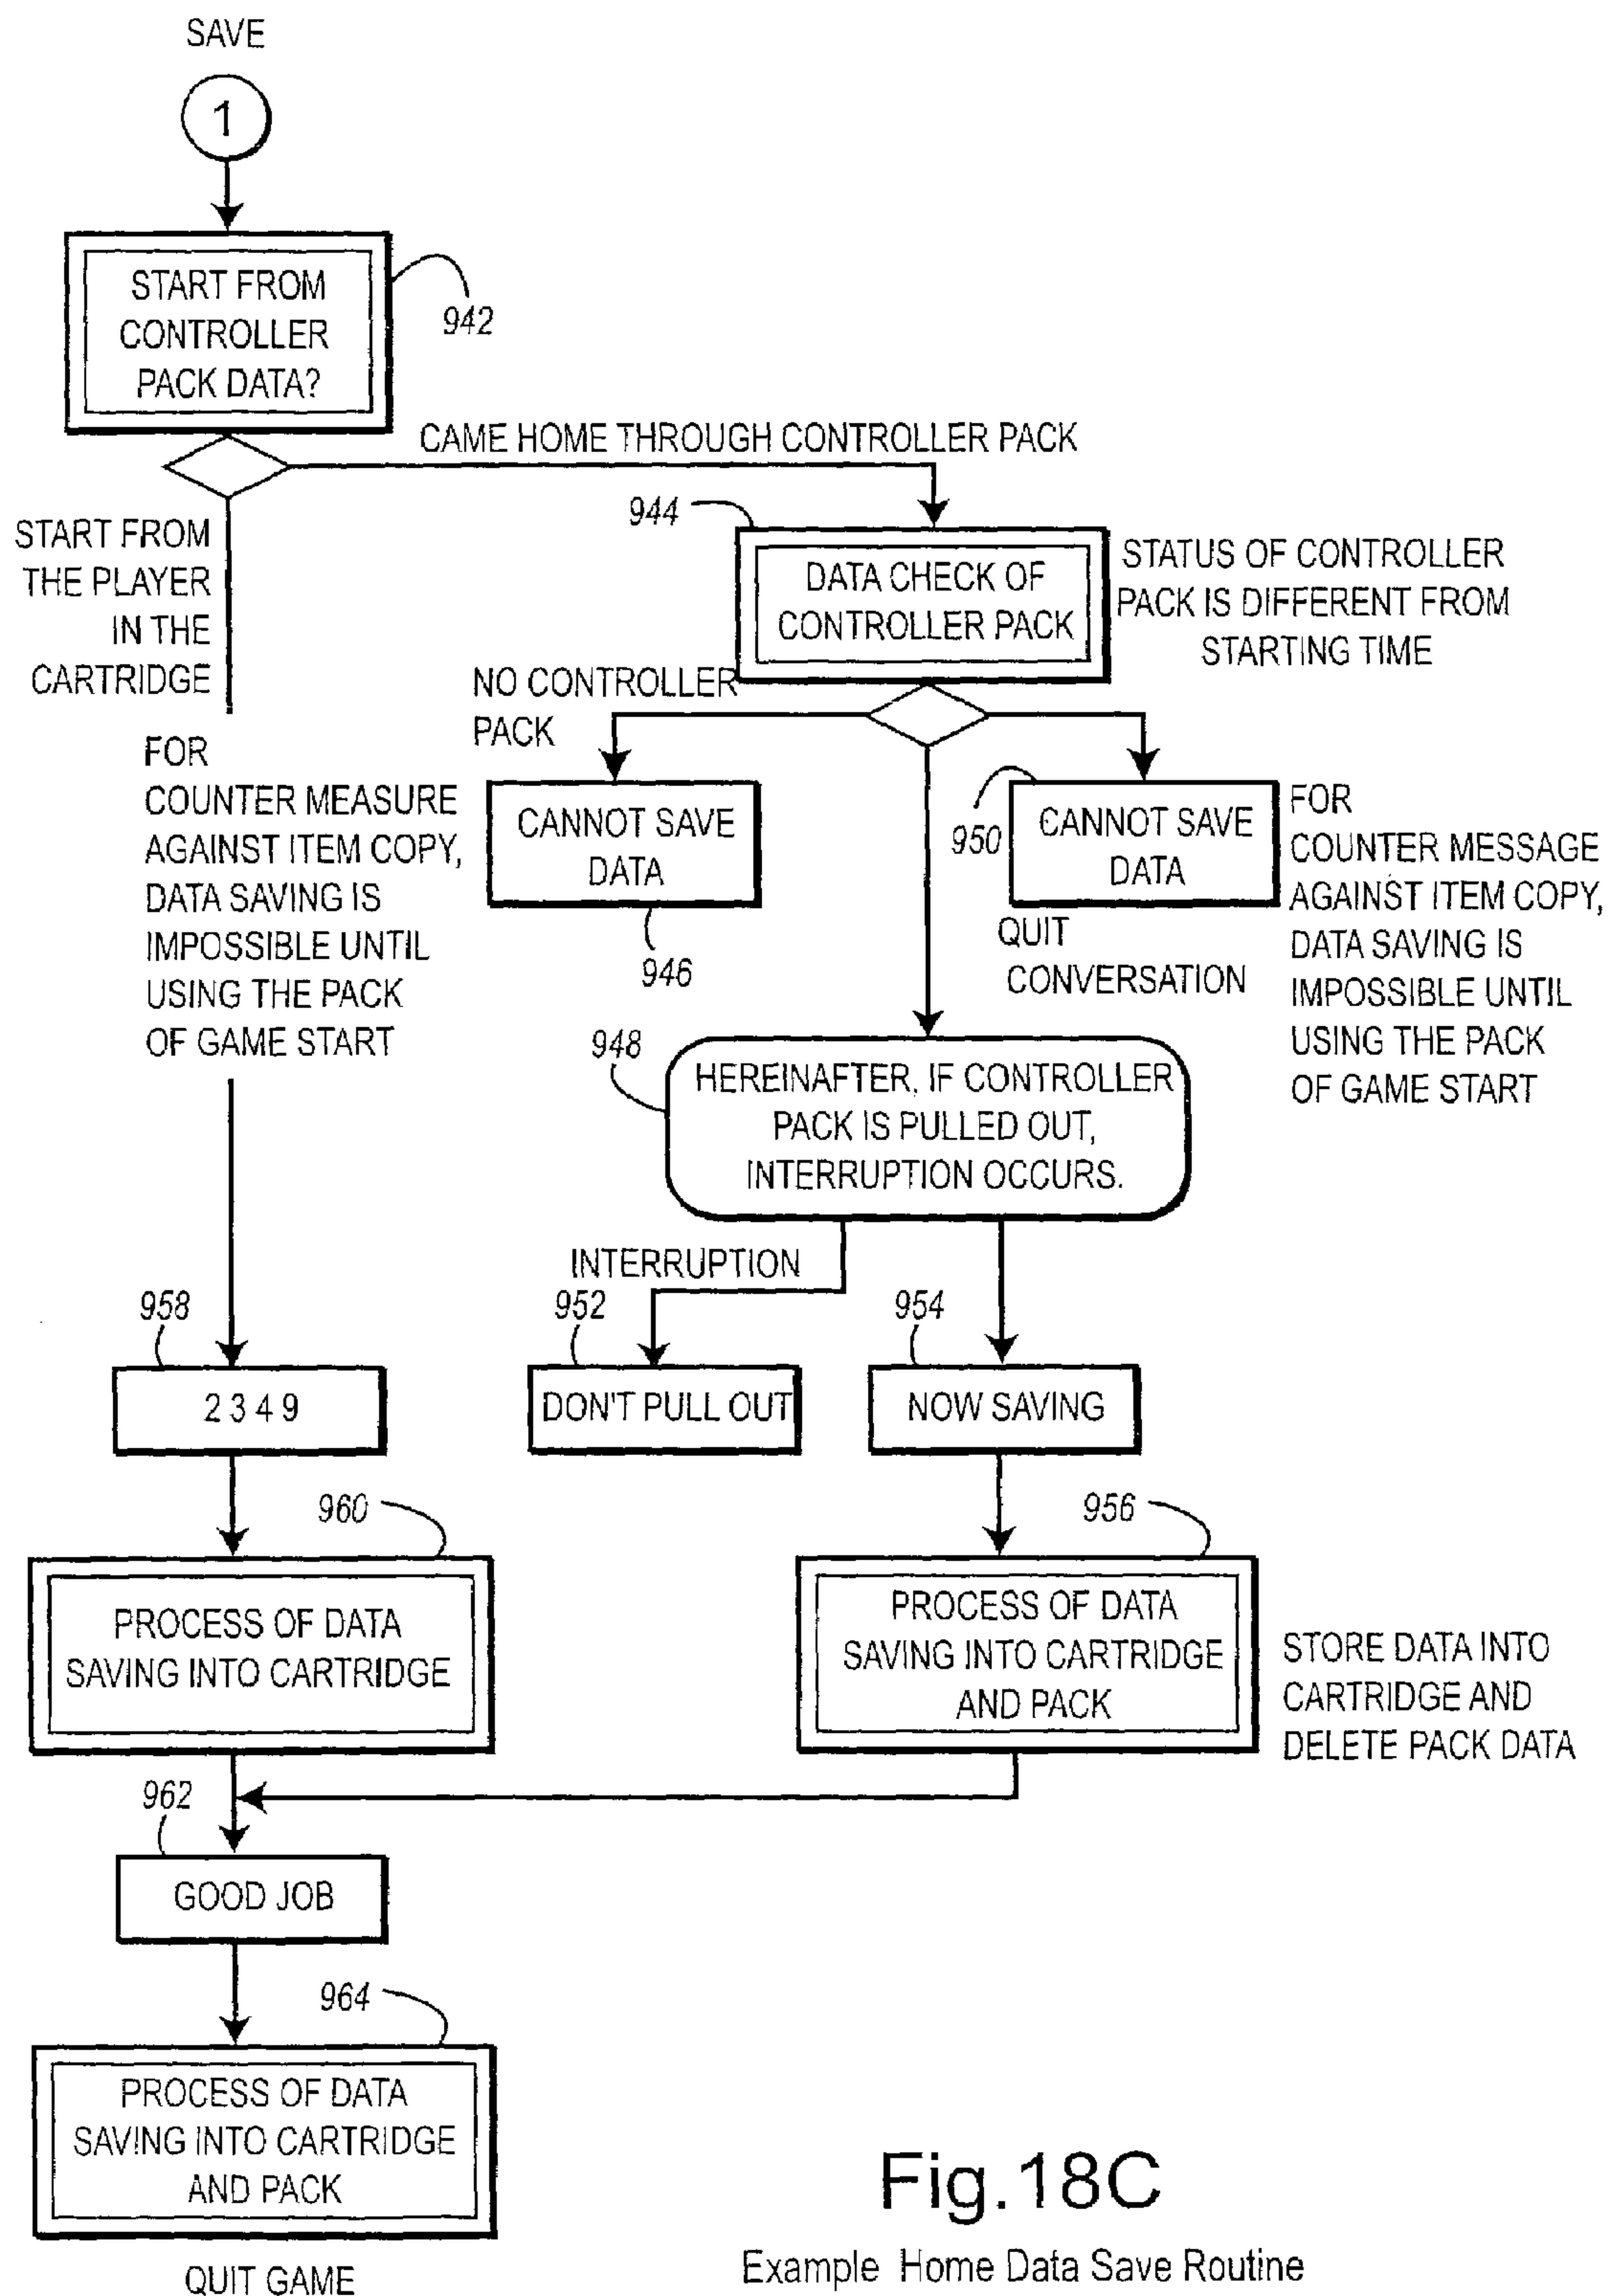 SAVE
1
START FROM
CONTROLLER
PACK DATA?
942
CAME HOME THROUGH CONTROLLER PACK
START FROM
THE PLAYER
IN THE
CARTRIDGE
944
DATA CHECK OF
CONTROLLER PACK
STATUS OF CONTROLLER
PACK IS DIFFERENT FROM
STARTING TIME
NO CONTROLLER
PACK
FOR
COUNTER MEASURE
AGAINST ITEM COPY,
DATA SAVING IS
IMPOSSIBLE UNTIL
USING THE PACK
OF GAME START
CANNOT SAVE
DATA
946
950
CANNOT SAVE
DATA
QUIT
CONVERSATION
FOR
COUNTER MESSAGE
AGAINST ITEM COPY,
DATA SAVING IS
IMPOSSIBLE UNTIL
USING THE PACK
OF GAME START
948
HEREINAFTER, IF CONTROLLER
PACK IS PULLED OUT,
INTERRUPTION OCCURS.
INTERRUPTION
958
2 3 4 9
952
DON'T PULL OUT
954
NOW SAVING
960
PROCESS OF DATA
SAVING INTO CARTRIDGE
956
PROCESS OF DATA
SAVING INTO CARTRIDGE
AND PACK
STORE DATA INTO
CARTRIDGE AND
DELETE PACK DATA
962
GOOD JOB
964
PROCESS OF DATA
SAVING INTO CARTRIDGE
AND PACK
QUIT GAME
Fig.18C
Example Home Data Save Routine